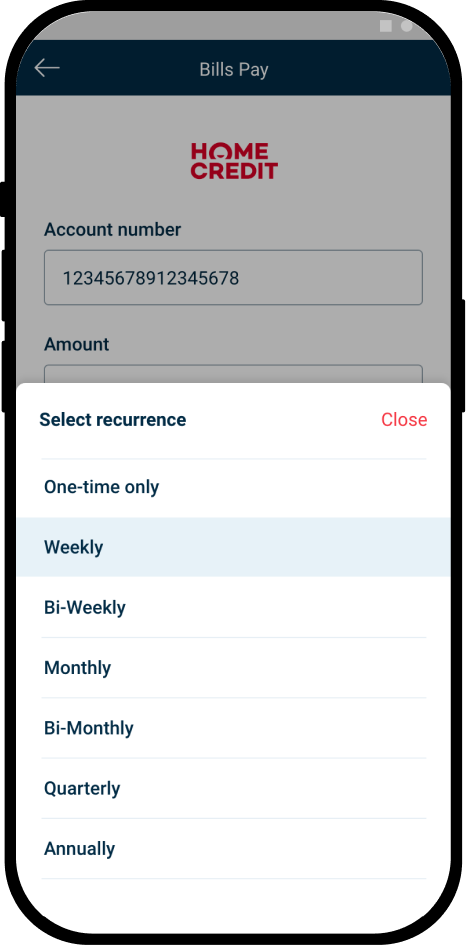 Bills Pay
HOME
CREDIT
Account number
12345678912345678
Amount
Select recurrence
Close
One-time only
Weekly
Bi-Weekly
Monthly
Bi-Monthly
Quarterly
Annually